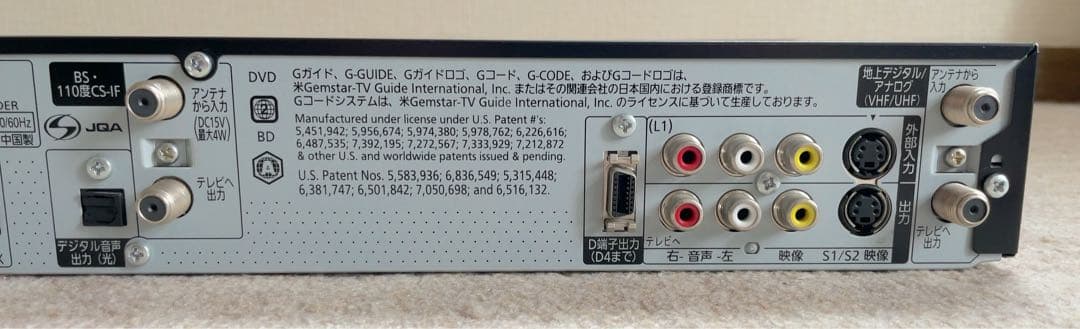 DER
0/60Hz
中国製
JQA
BS・
110度CS-IF
アンテナ
から入力
(DC15V)
(最大4W)
テレビへ
出力
デジタル音声
出力(光)
DVD
BD
Gガイド、G-GUIDE、Gガイドロゴ、Gコード、G-CODE、およびGコードロゴは、
米Gemstar-TV Guide International, Inc. またはその関連会社の日本国内における登録商標です。
Gコードシステムは、米Gemstar-TV Guide International, Inc. のライセンスに基づいて生産しております。
Manufactured under license under U.S. Patent #'s:
5,451,942; 5,956,674; 5,974,380; 5,978,762; 6,226,616;
6,487,535; 7,392,195; 7,272,567; 7,333,929; 7,212,872
& other U.S. and worldwide patents issued & pending.
U.S. Patent Nos. 5,583,936; 6,836,549; 5,315,448;
6,381,747; 6,501,842; 7,050,698; and 6,516,132.
D端子出力
(D4まで)
(L1)
テレビへ
右- 音声 -左
映像
S1/S2 映像
外部入力
出力
地上デジタル/
アナログ
(VHF/UHF)
アンテナから
入力
テレビへ
出力